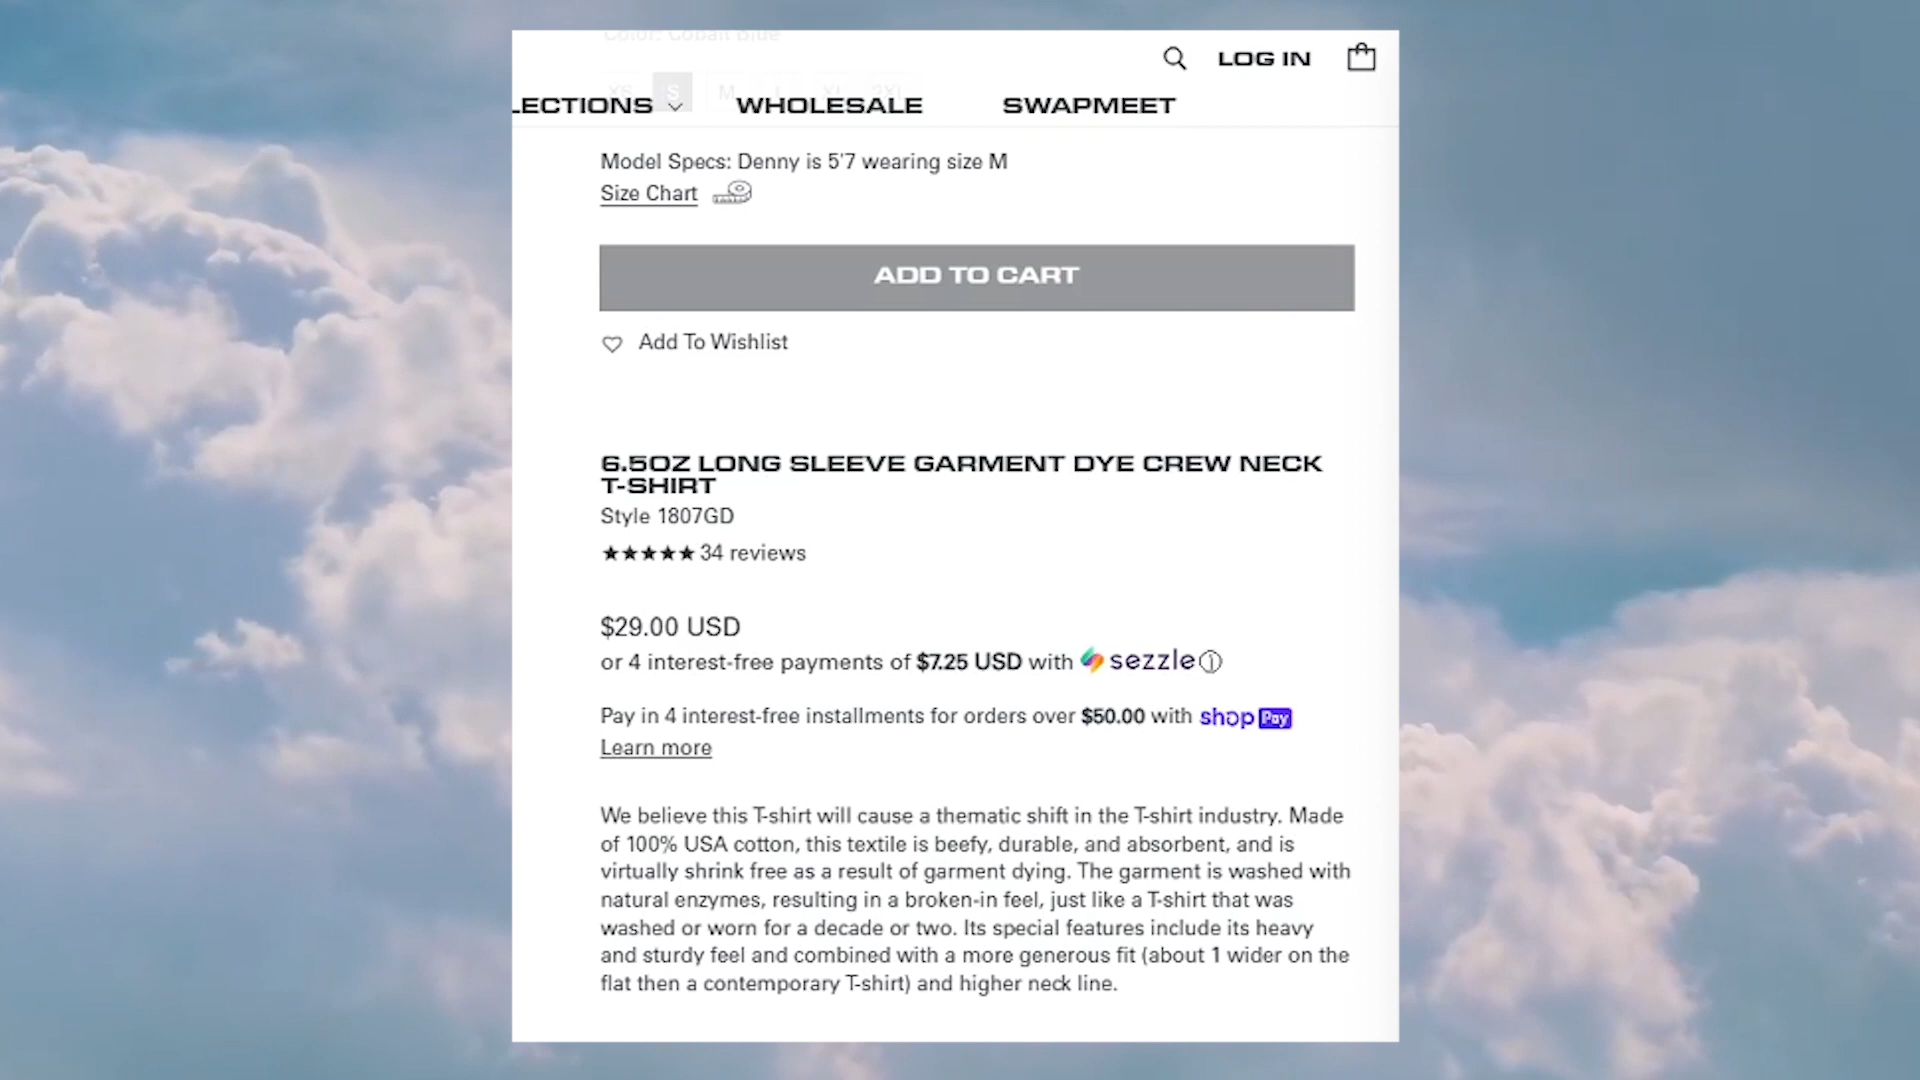 Color: Cobalt Blue
LOG IN
XS S M L XL 2XL
LECTIONS WHOLESALE SWAPMEET
Model Specs: Denny is 5'7 wearing size M
Size Chart
ADD TO CART
Add To Wishlist
6.5OZ LONG SLEEVE GARMENT DYE CREW NECK
T-SHIRT
Style 1807GD
★★★★★ 34 reviews
$29.00 USD
or 4 interest-free payments of $7.25 USD with sezzle
Pay in 4 interest-free installments for orders over $50.00 with shop Pay
Learn more
We believe this T-shirt will cause a thematic shift in the T-shirt industry. Made
of 100% USA cotton, this textile is beefy, durable, and absorbent, and is
virtually shrink free as a result of garment dying. The garment is washed with
natural enzymes, resulting in a broken-in feel, just like a T-shirt that was
washed or worn for a decade or two. Its special features include its heavy
and sturdy feel and combined with a more generous fit (about 1 wider on the
flat then a contemporary T-shirt) and higher neck line.